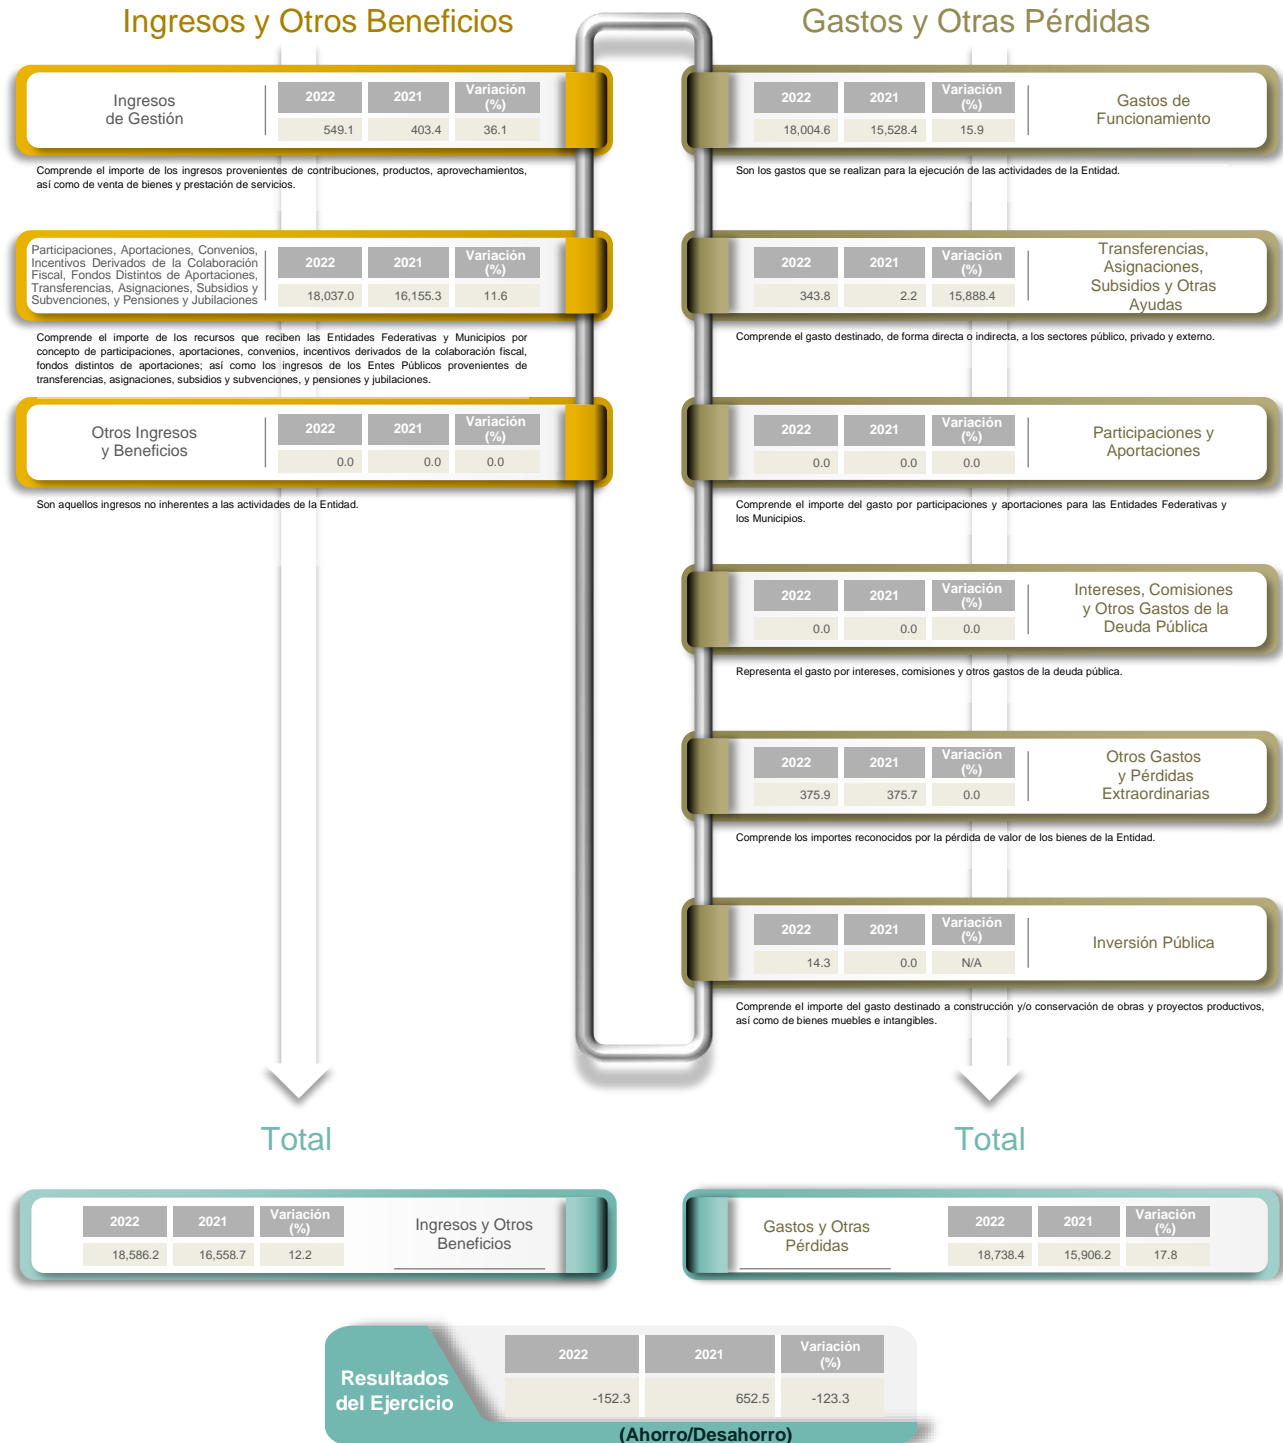 Ingresos y Otros Beneficios
Ingresos
de Gestión
2022 2021 Variación
(%)
549.1 403.4 36.1
Comprende el importe de los ingresos provenientes de contribuciones, productos, aprovechamientos,
así como de venta de bienes y prestación de servicios.
Participaciones, Aportaciones, Convenios,
Incentivos Derivados de la Colaboración
Fiscal, Fondos Distintos de Aportaciones,
Transferencias, Asignaciones, Subsidios y
Subvenciones, y Pensiones y Jubilaciones
2022 2021 Variación
(%)
18,037.0 16,155.3 11.6
Comprende el importe de los recursos que reciben las Entidades Federativas y Municipios por
concepto de participaciones, aportaciones, convenios, incentivos derivados de la colaboración fiscal,
fondos distintos de aportaciones; así como los ingresos de los Entes Públicos provenientes de
transferencias, asignaciones, subsidios y subvenciones, y pensiones y jubilaciones.
Otros Ingresos
y Beneficios
2022 2021 Variación
(%)
0.0 0.0 0.0
Son aquellos ingresos no inherentes a las actividades de la Entidad.
Gastos y Otras Pérdidas
2022 2021 Variación
(%)
18,004.6 15,528.4 15.9
Gastos de
Funcionamiento
Son los gastos que se realizan para la ejecución de las actividades de la Entidad.
2022 2021 Variación
(%)
343.8 2.2 15,888.4
Transferencias,
Asignaciones,
Subsidios y Otras
Ayudas
Comprende el gasto destinado, de forma directa o indirecta, a los sectores público, privado y externo.
2022 2021 Variación
(%)
0.0 0.0 0.0
Participaciones y
Aportaciones
Comprende el importe del gasto por participaciones y aportaciones para las Entidades Federativas y
los Municipios.
2022 2021 Variación
(%)
0.0 0.0 0.0
Intereses, Comisiones
y Otros Gastos de la
Deuda Pública
Representa el gasto por intereses, comisiones y otros gastos de la deuda pública.
2022 2021 Variación
(%)
375.9 375.7 0.0
Otros Gastos
y Pérdidas
Extraordinarias
Comprende los importes reconocidos por la pérdida de valor de los bienes de la Entidad.
2022 2021 Variación
(%)
14.3 0.0 N/A
Inversión Pública
Comprende el importe del gasto destinado a construcción y/o conservación de obras y proyectos productivos,
así como de bienes muebles e intangibles.
Total
2022 2021 Variación
(%)
18,586.2 16,558.7 12.2
Ingresos y Otros
Beneficios
Total
Gastos y Otras
Pérdidas
2022 2021 Variación
(%)
18,738.4 15,906.2 17.8
Resultados
del Ejercicio
2022 2021 Variación
(%)
-152.3 652.5 -123.3
(Ahorro/Desahorro)